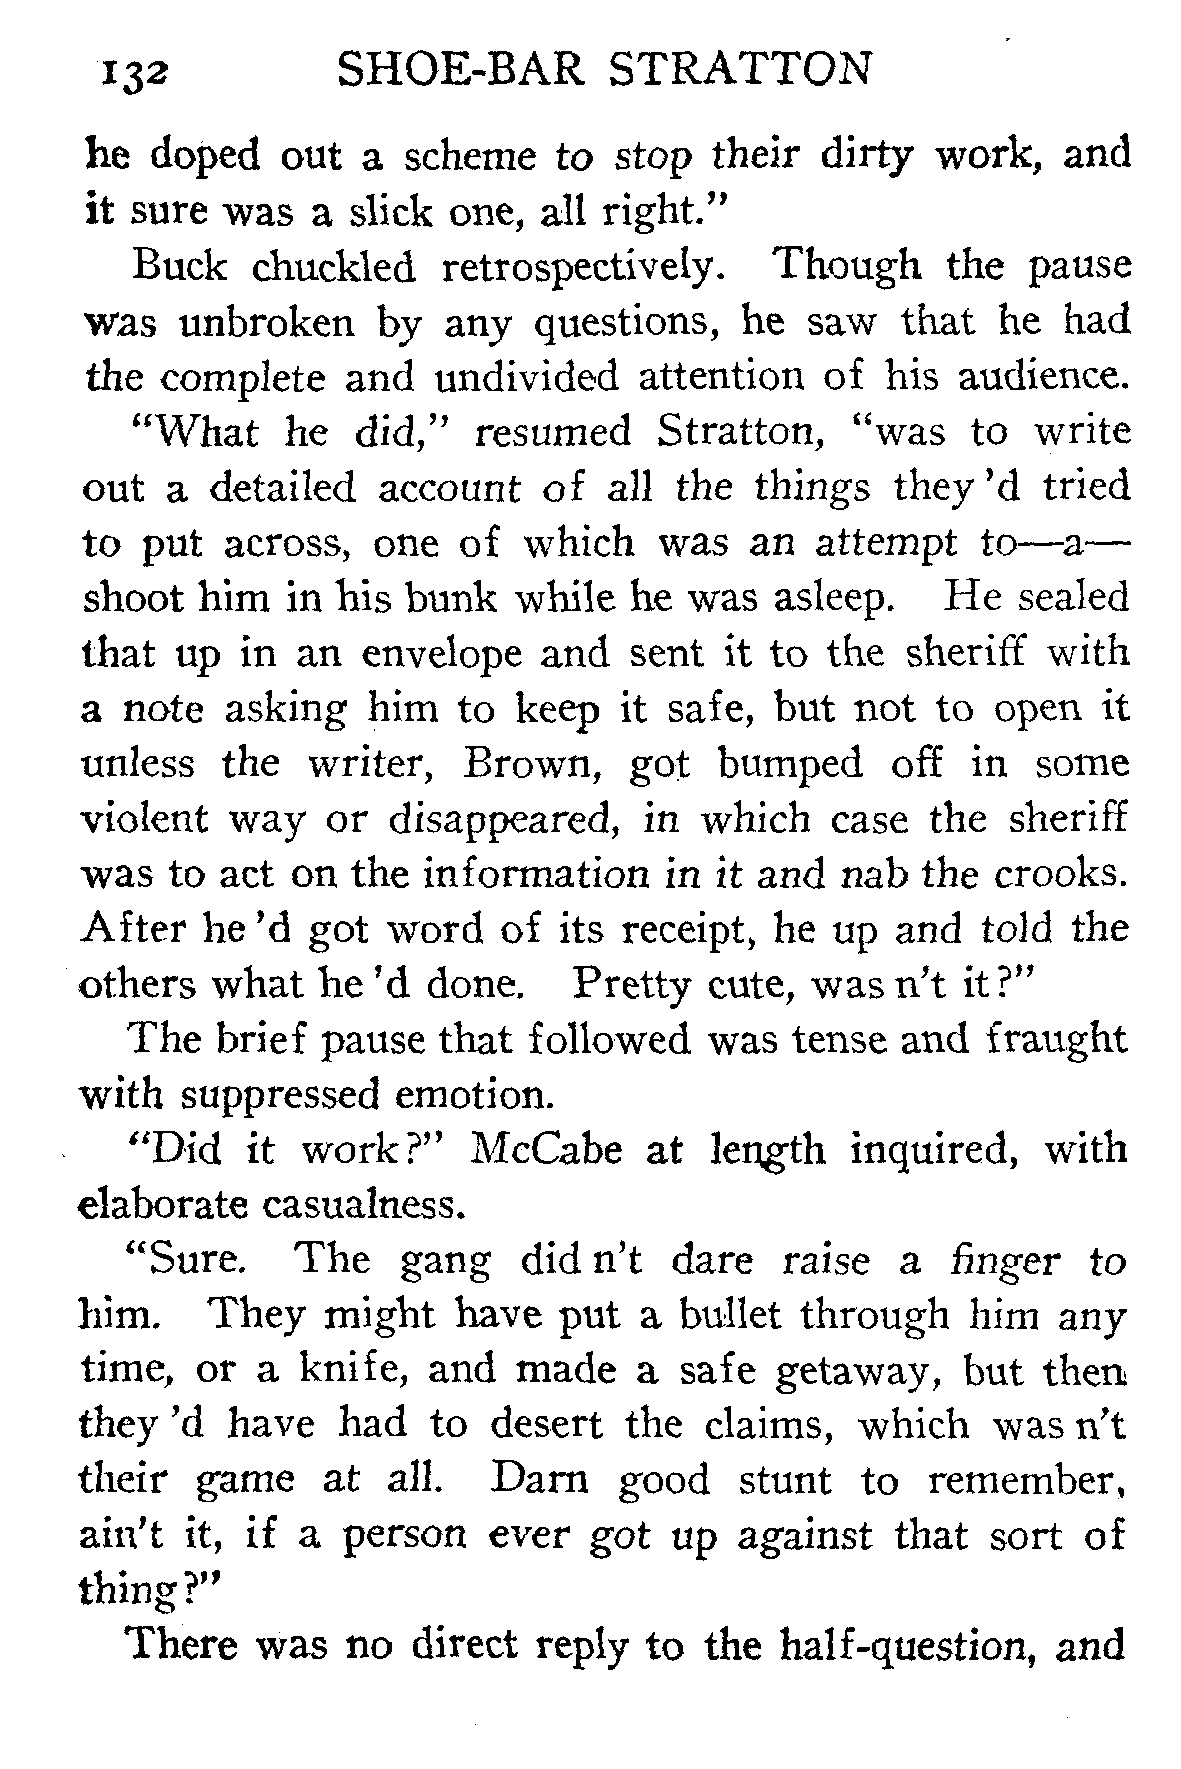 132 SHOE-BAR STRATTON
he doped out a scheme to stop their dirty work, and
it sure was a slick one, all right."
Buck chuckled retrospectively. Though the pause
was unbroken by any questions, he saw that he had
the complete and undivided attention of his audience.
"What he did," resumed Stratton, "was to write
out a detailed account of all the things they 'd tried
to put across, one of which was an attempt to—a—
shoot him in his bunk while he was asleep. He sealed
that up in an envelope and sent it to the sheriff with
a note asking him to keep it safe, but not to open it
unless the writer, Brown, got bumped off in some
violent way or disappeared, in which case the sheriff
was to act on the information in it and nab the crooks.
After he 'd got word of its receipt, he up and told the
others what he 'd done. Pretty cute, was n't it?"
The brief pause that followed was tense and fraught
with suppressed emotion.
"Did it work?" McCabe at length inquired, with
elaborate casualness.
"Sure. The gang did n't dare raise a finger to
him. They might have put a bullet through him any
time, or a knife, and made a safe getaway, but then
they 'd have had to desert the claims, which was n't
their game at all. Darn good stunt to remember,
ain't it, if a person ever got up against that sort of
thing?"
There was no direct reply to the half-question, and